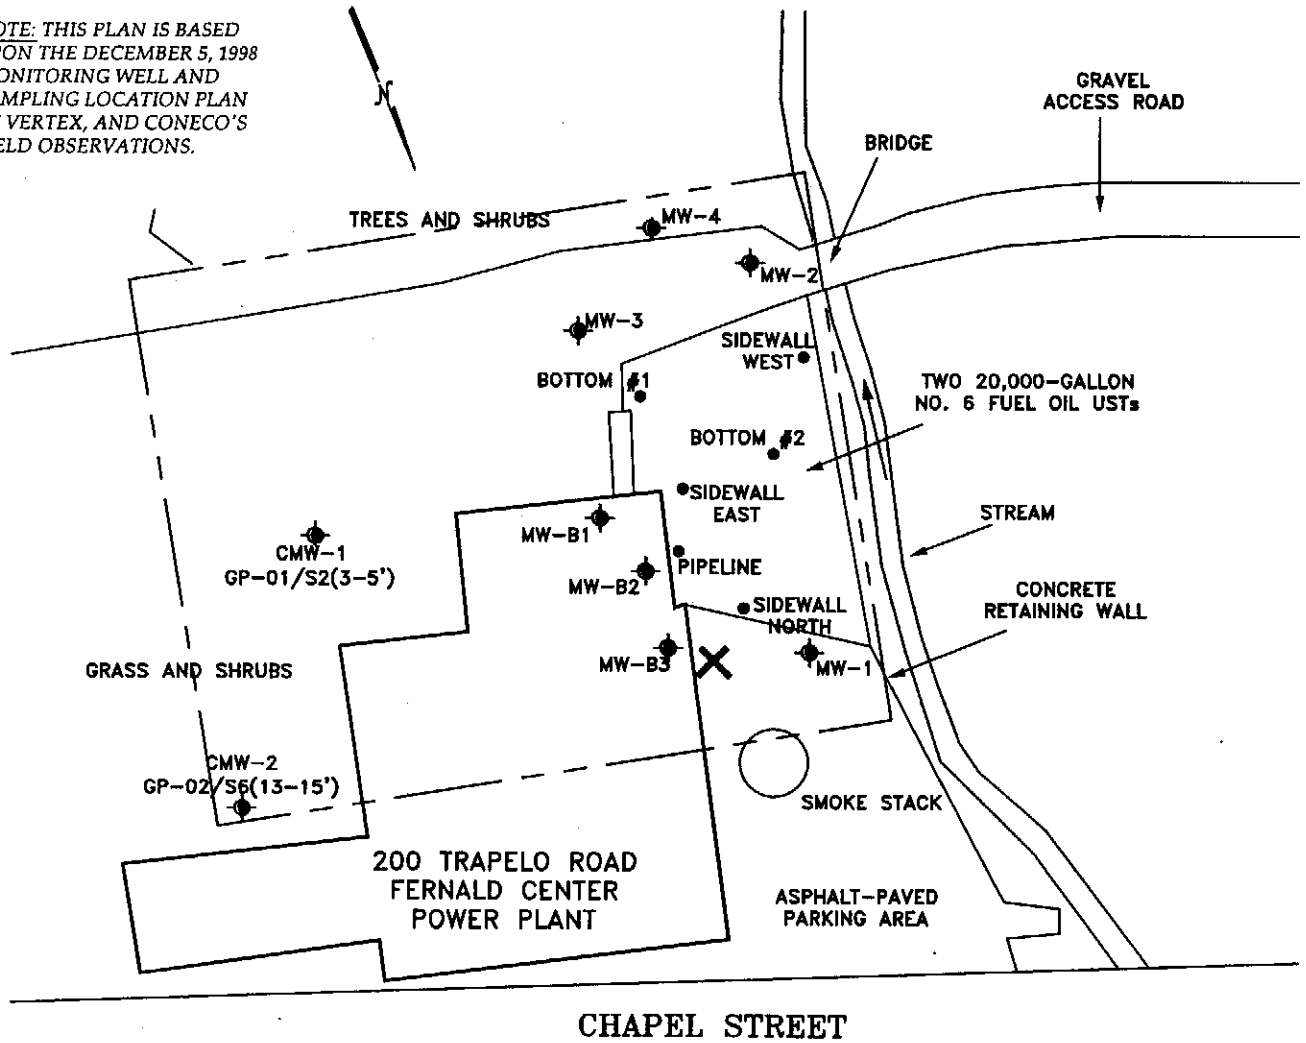 OTE: THIS PLAN IS BASED
PON THE DECEMBER 5, 1998
ONITORING WELL AND
MPLING LOCATION PLAN
Y VERTEX, AND CONECO'S
ELD OBSERVATIONS.
N
GRAVEL
ACCESS ROAD
BRIDGE
TREES AND SHRUBS
MW-4
MW-2
MW-3
SIDEWALL
WEST
BOTTOM #1
TWO 20,000-GALLON
NO. 6 FUEL OIL USTs
BOTTOM #2
SIDEWALL
EAST
STREAM
MW-B1
CMW-1
GP-01/S2(3-5')
PIPELINE
MW-B2
CONCRETE
RETAINING WALL
SIDEWALL
NORTH
GRASS AND SHRUBS
MW-B3
MW-1
CMW-2
GP-02/S6(13-15')
SMOKE STACK
200 TRAPELO ROAD
FERNALD CENTER
POWER PLANT
ASPHALT-PAVED
PARKING AREA
CHAPEL STREET